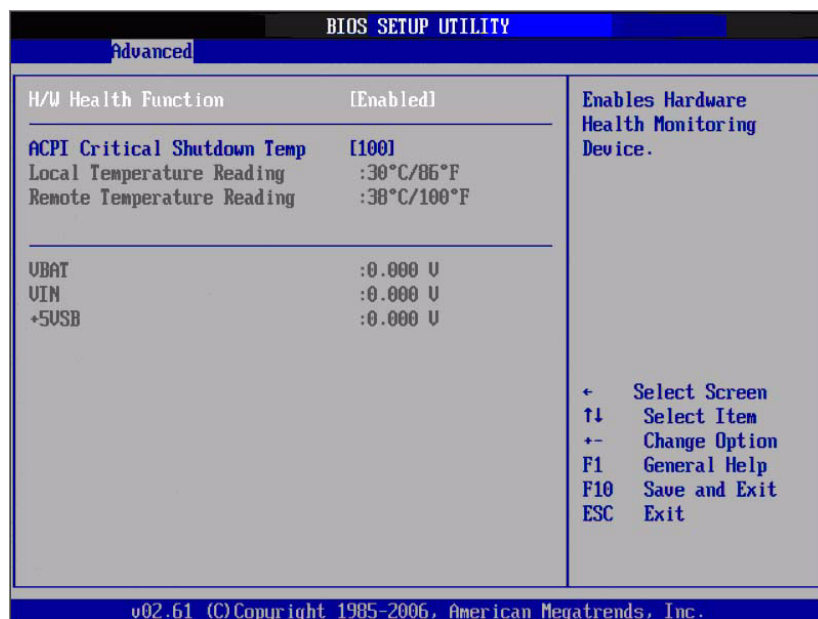 BIOS SETUP UTILITY
Advanced
H/W Health Function [Enabled]
ACPI Critical Shutdown Temp [100]
Local Temperature Reading :30°C/86°F
Remote Temperature Reading :38°C/100°F
VBAT :0.000 V
VIN :0.000 V
+5VSB :0.000 V
Enables Hardware
Health Monitoring
Device.
← Select Screen
↑↓ Select Item
+- Change Option
F1 General Help
F10 Save and Exit
ESC Exit
v02.61 (C)Copyright 1985-2006, American Megatrends, Inc.